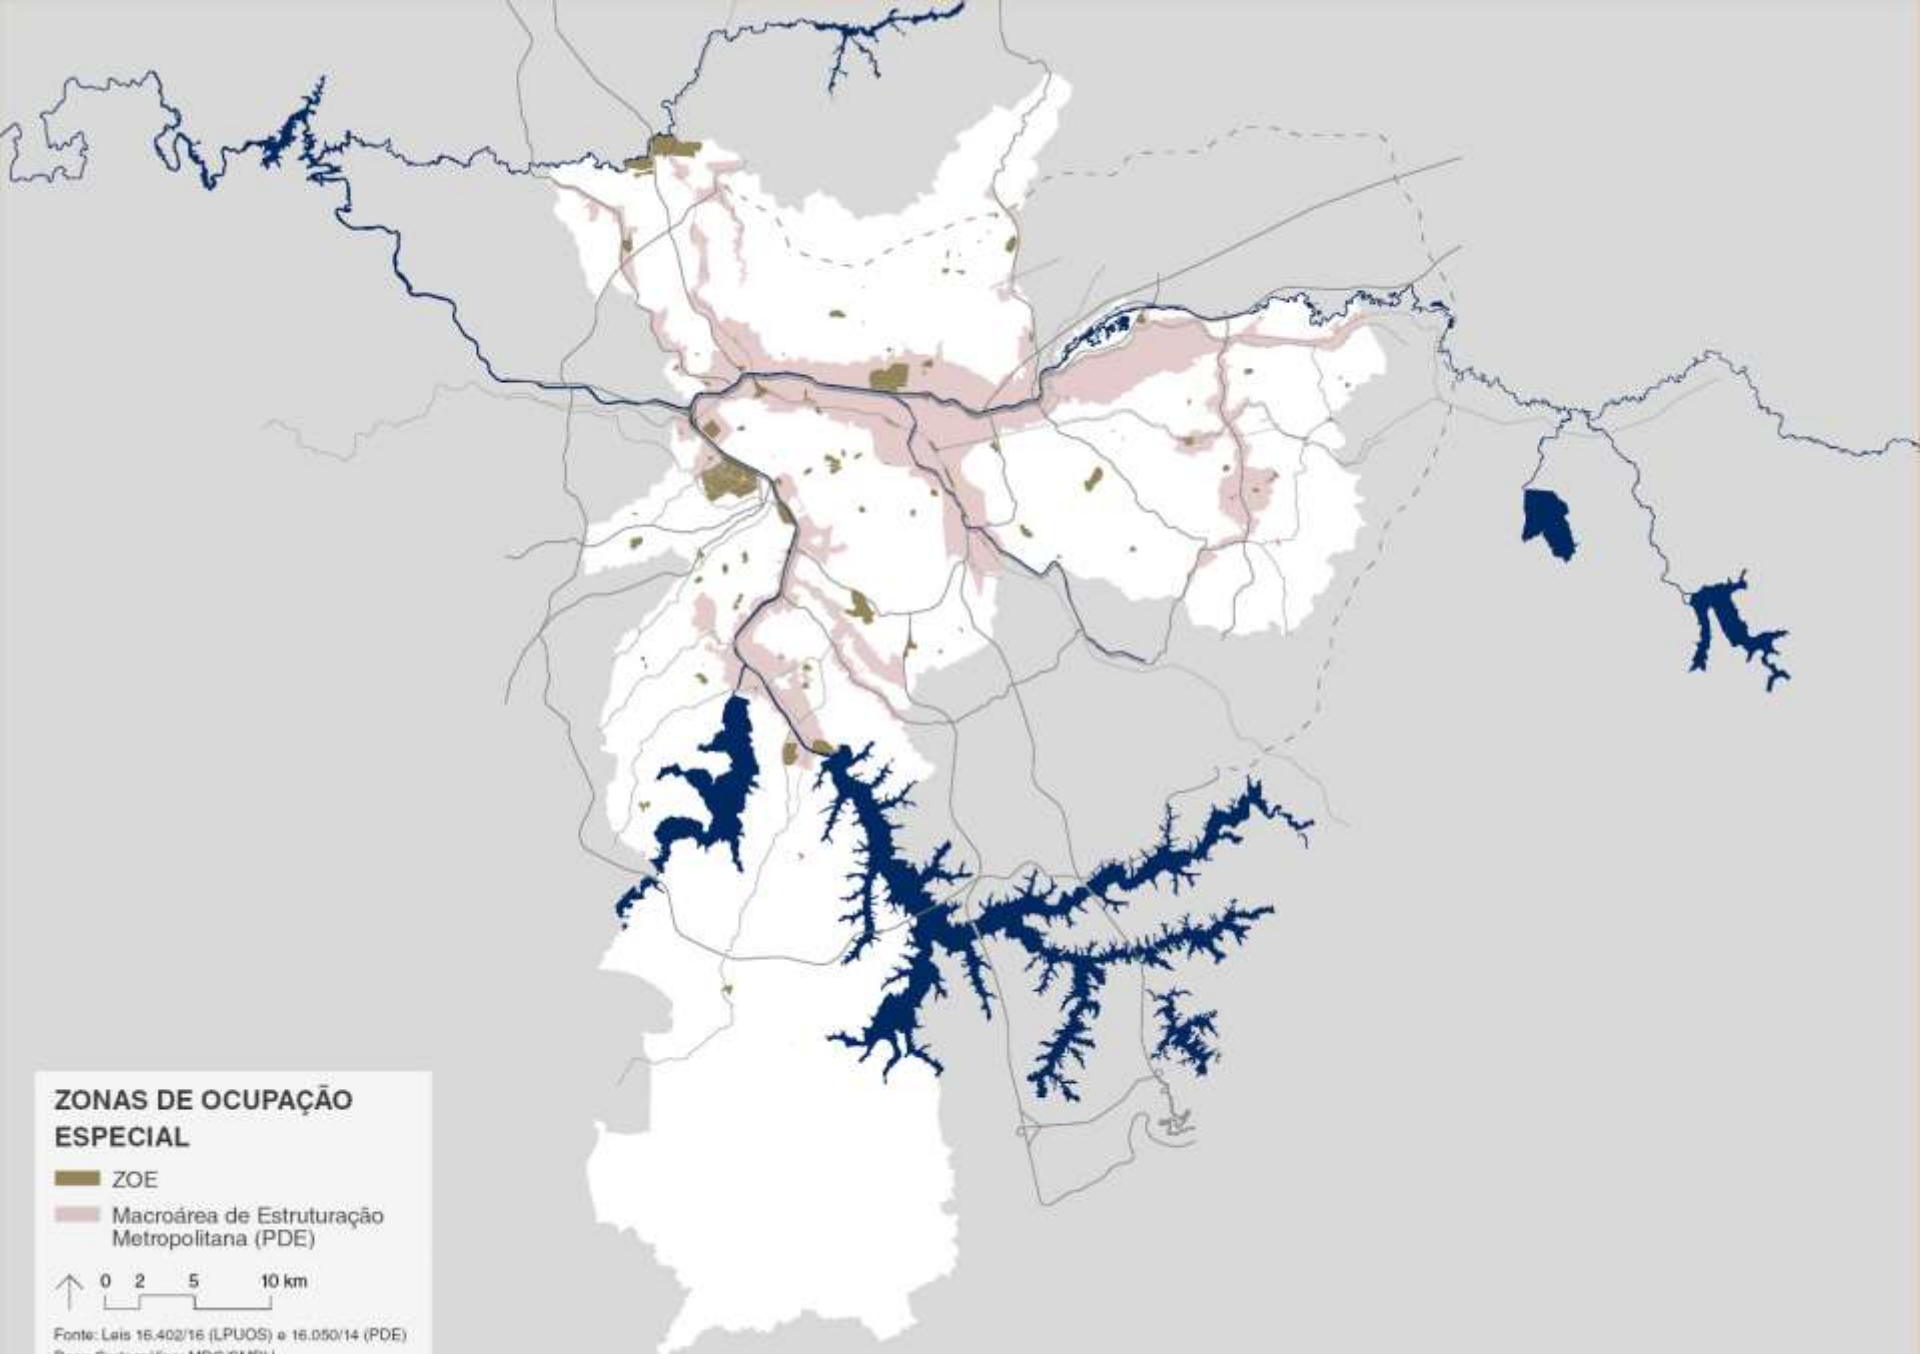 ZONAS DE OCUPAÇÃO
ESPECIAL
ZOE
Macroárea de Estruturação
Metropolitana (PDE)
0 2 5 10 km
Fonte: Leis 16.402/16 (LPUOS) e 16.050/14 (PDE)